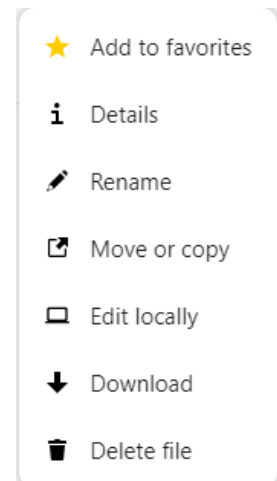 Add to favorites
Details
Rename
Move or copy
Edit locally
Download
Delete file